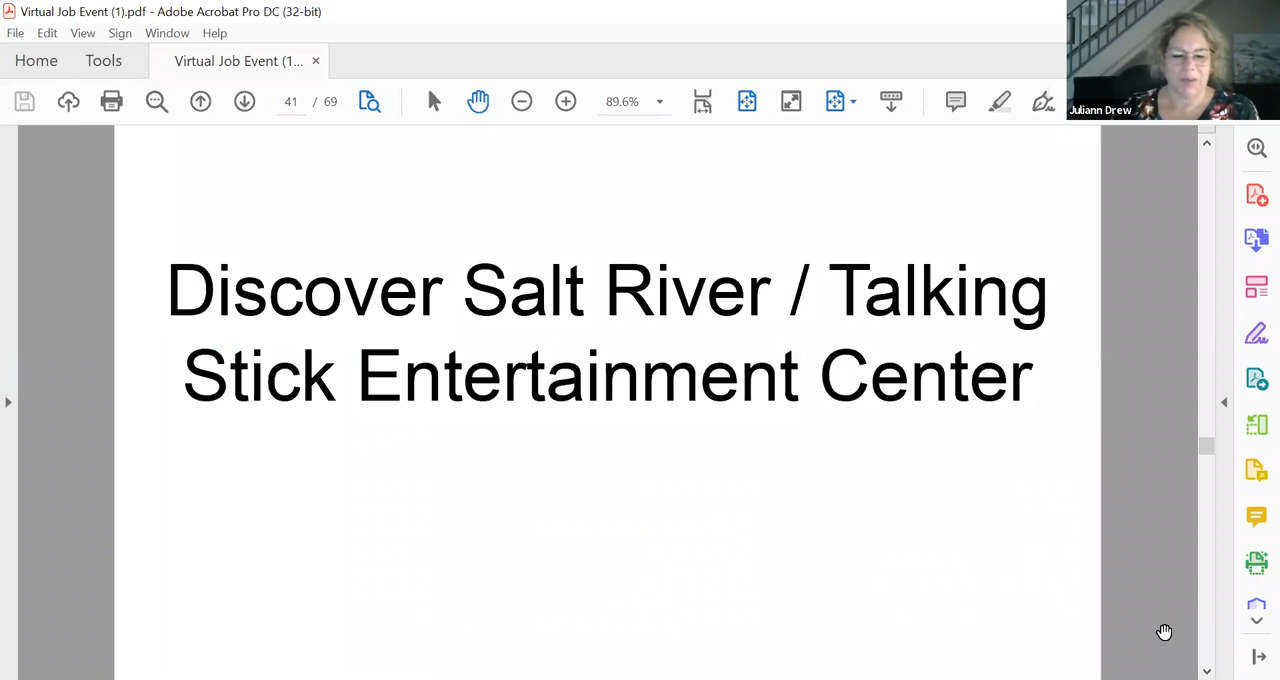 Virtual Job Event (1).pdf - Adobe Acrobat Pro DC (32-bit)
File Edit View Sign Window Help
Home Tools Virtual Job Event (1... ×
41 / 69 89.6%
Juliann Drew
Discover Salt River / Talking
Stick Entertainment Center